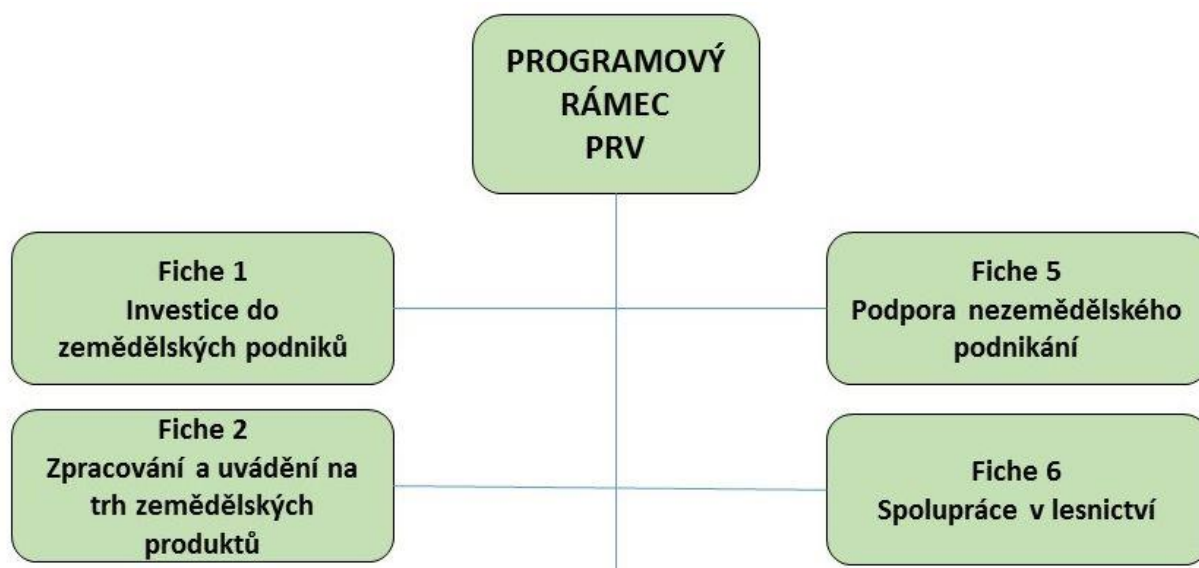 PROGRAMOVÝ
RÁMEC
PRV
Fiche 1
Investice do
zemědělských podniků
Fiche 5
Podpora nezemědělského
podnikání
Fiche 2
Zpracování a uvádění na
trh zemědělských
produktů
Fiche 6
Spolupráce v lesnictví